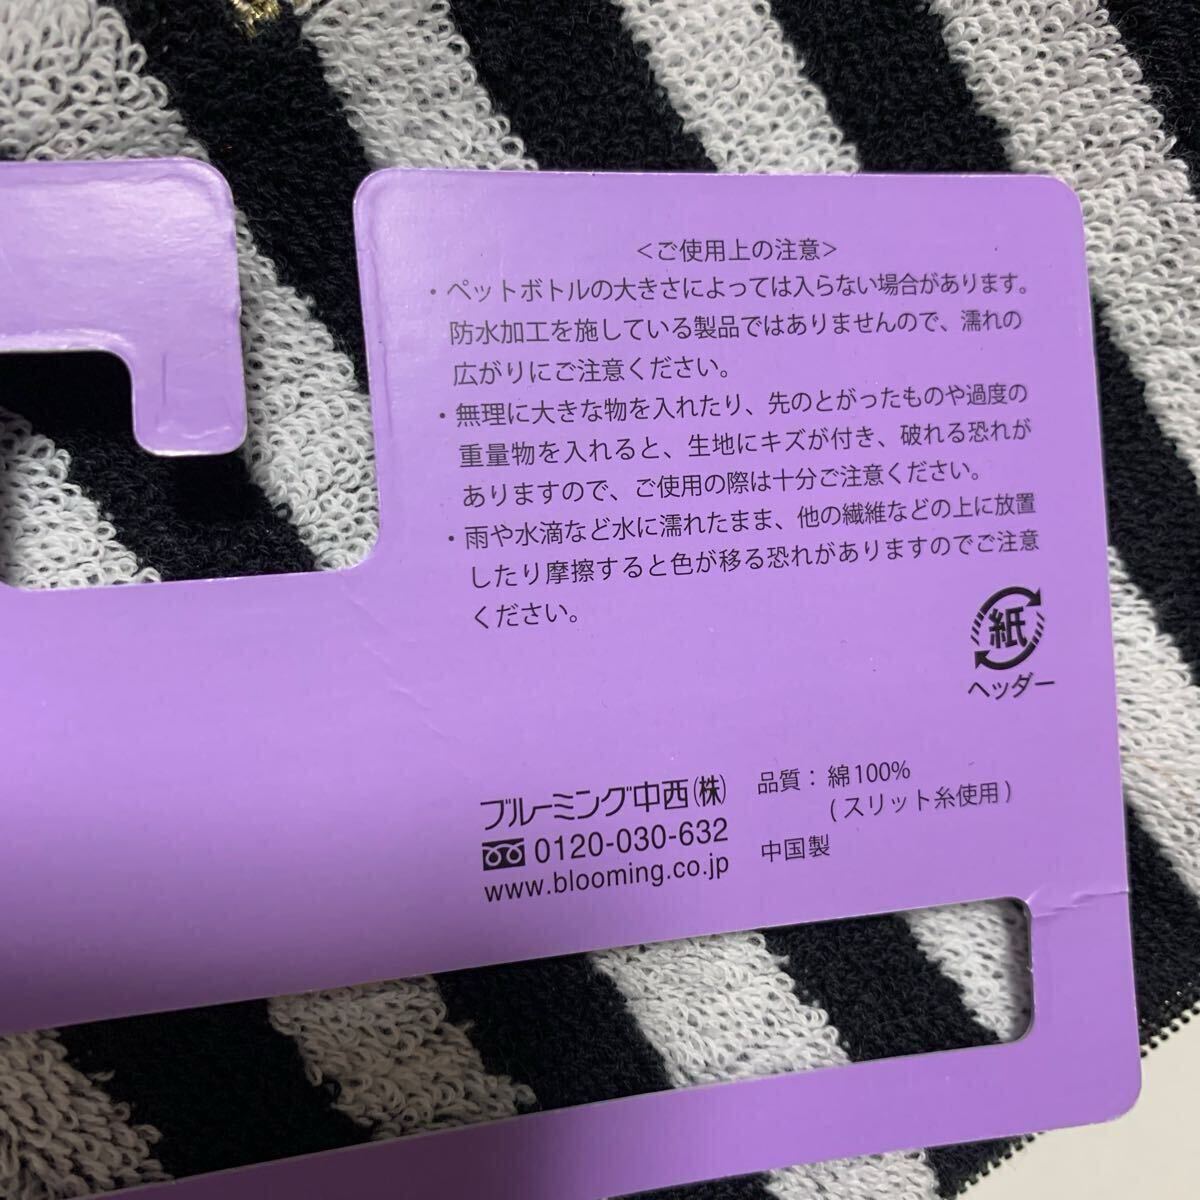 <ご使用上の注意>
・ペットボトルの大きさによっては入らない場合があります。
防水加工を施している製品ではありませんので、濡れの
広がりにご注意ください。
・無理に大きな物を入れたり、先のとがったものや過度の
重量物を入れると、生地にキズが付き、破れる恐れが
ありますので、ご使用の際は十分ご注意ください。
・雨や水滴など水に濡れたまま、他の繊維などの上に放置
したり摩擦すると色が移る恐れがありますのでご注意
ください。
紙
ヘッダー
ブルーミング中西(株)
0120-030-632
www.blooming.co.jp
品質：綿100%
(スリット糸使用)
中国製